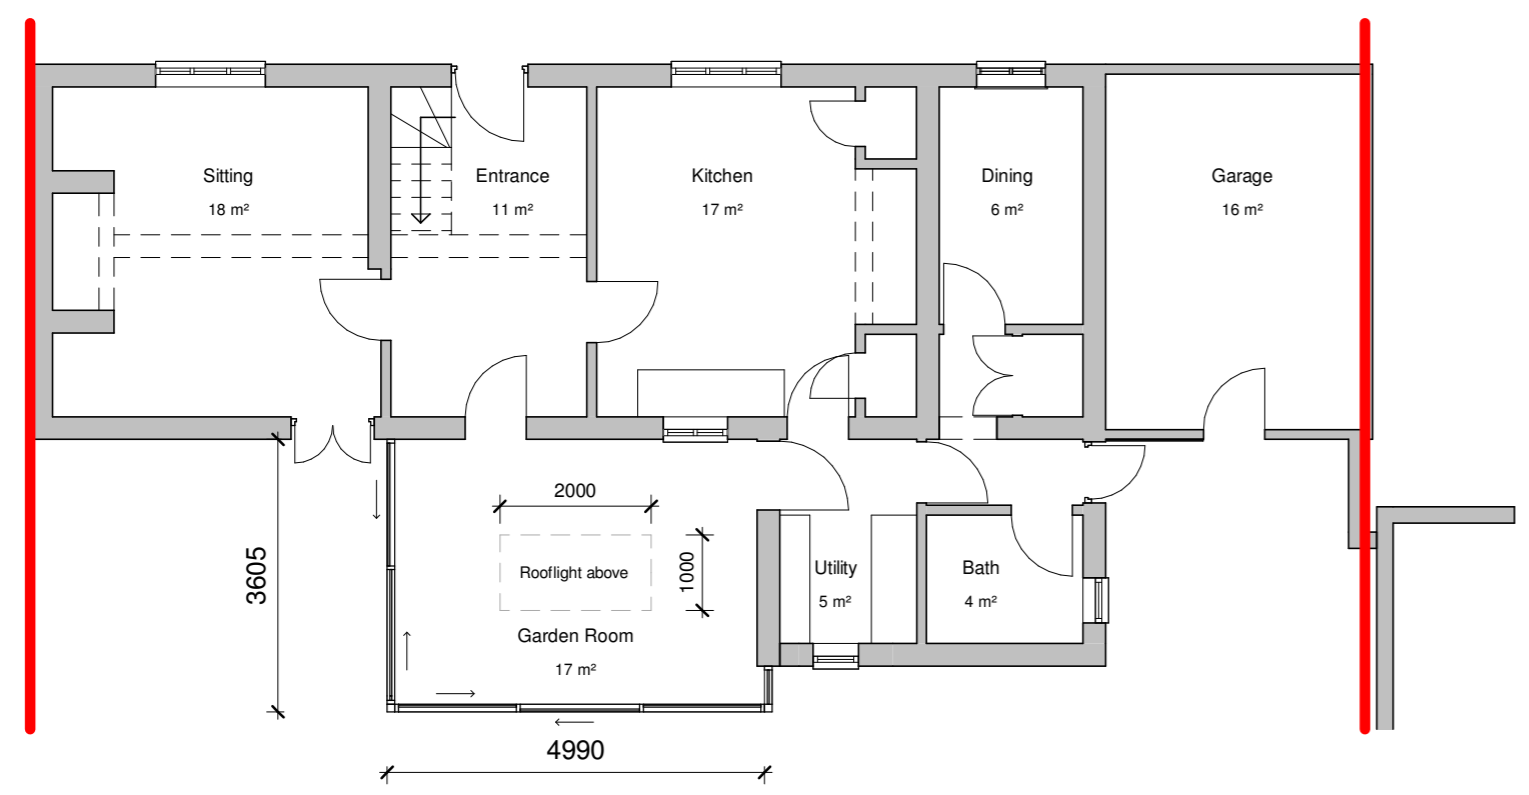 Sitting
18 m²
Entrance
11 m²
Kitchen
17 m²
Dining
6 m²
Garage
16 m²
2000
3605
Rooflight above
1000
Utility
5 m²
Bath
4 m²
Garden Room
17 m²
4990